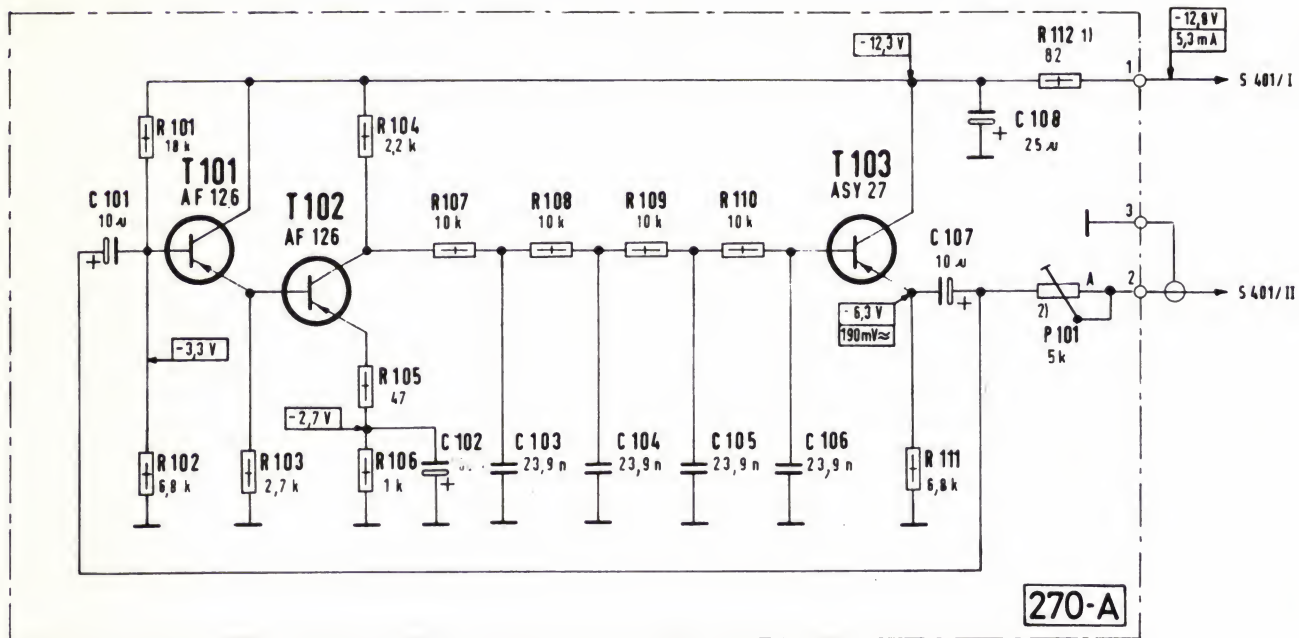 -12,3 V
R 112 1)
82
-12,8 V
5,3 mA
1
S 401/I
R 101
18 k
R 104
2,2 k
C 108
+
25 µ
T 101
AF 126
T 103
ASY 27
C 101
10 µ
+
T 102
AF 126
R 107
10 k
R 108
10 k
R 109
10 k
R 110
10 k
C 107
10 µ
+
3
A
2
S 401/II
2)
P 101
5 k
-6,3 V
190mV≈
-3,3 V
R 105
47
-2,7 V
R 102
6,8 k
R 103
2,7 k
R 106
1 k
C 102
+
C 103
23,9 n
C 104
23,9 n
C 105
23,9 n
C 106
23,9 n
R 111
6,8 k
270-A